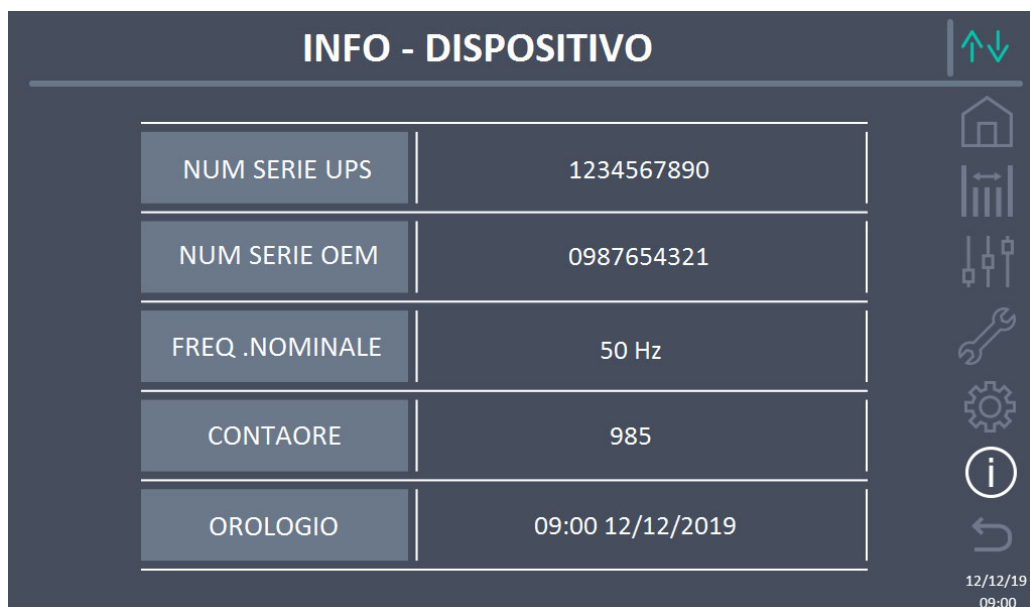 INFO - DISPOSITIVO
NUM SERIE UPS 1234567890
NUM SERIE OEM 0987654321
FREQ .NOMINALE 50 Hz
CONTAORE 985
OROLOGIO 09:00 12/12/2019
12/12/19
09:00